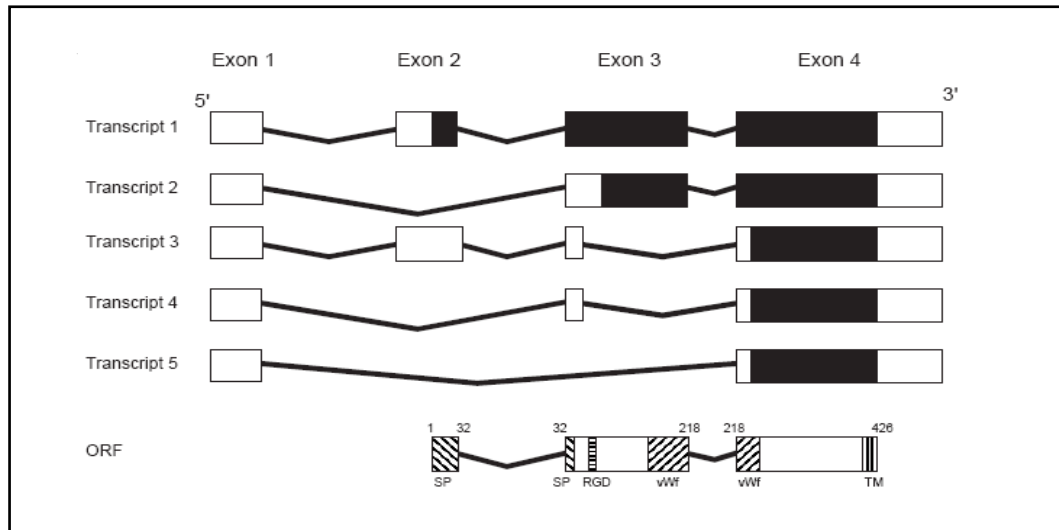 Exon 1 Exon 2 Exon 3 Exon 4
5' 3'
Transcript 1
Transcript 2
Transcript 3
Transcript 4
Transcript 5
1 32 32 218 218 426
ORF
SP SP RGD vWf vWf TM